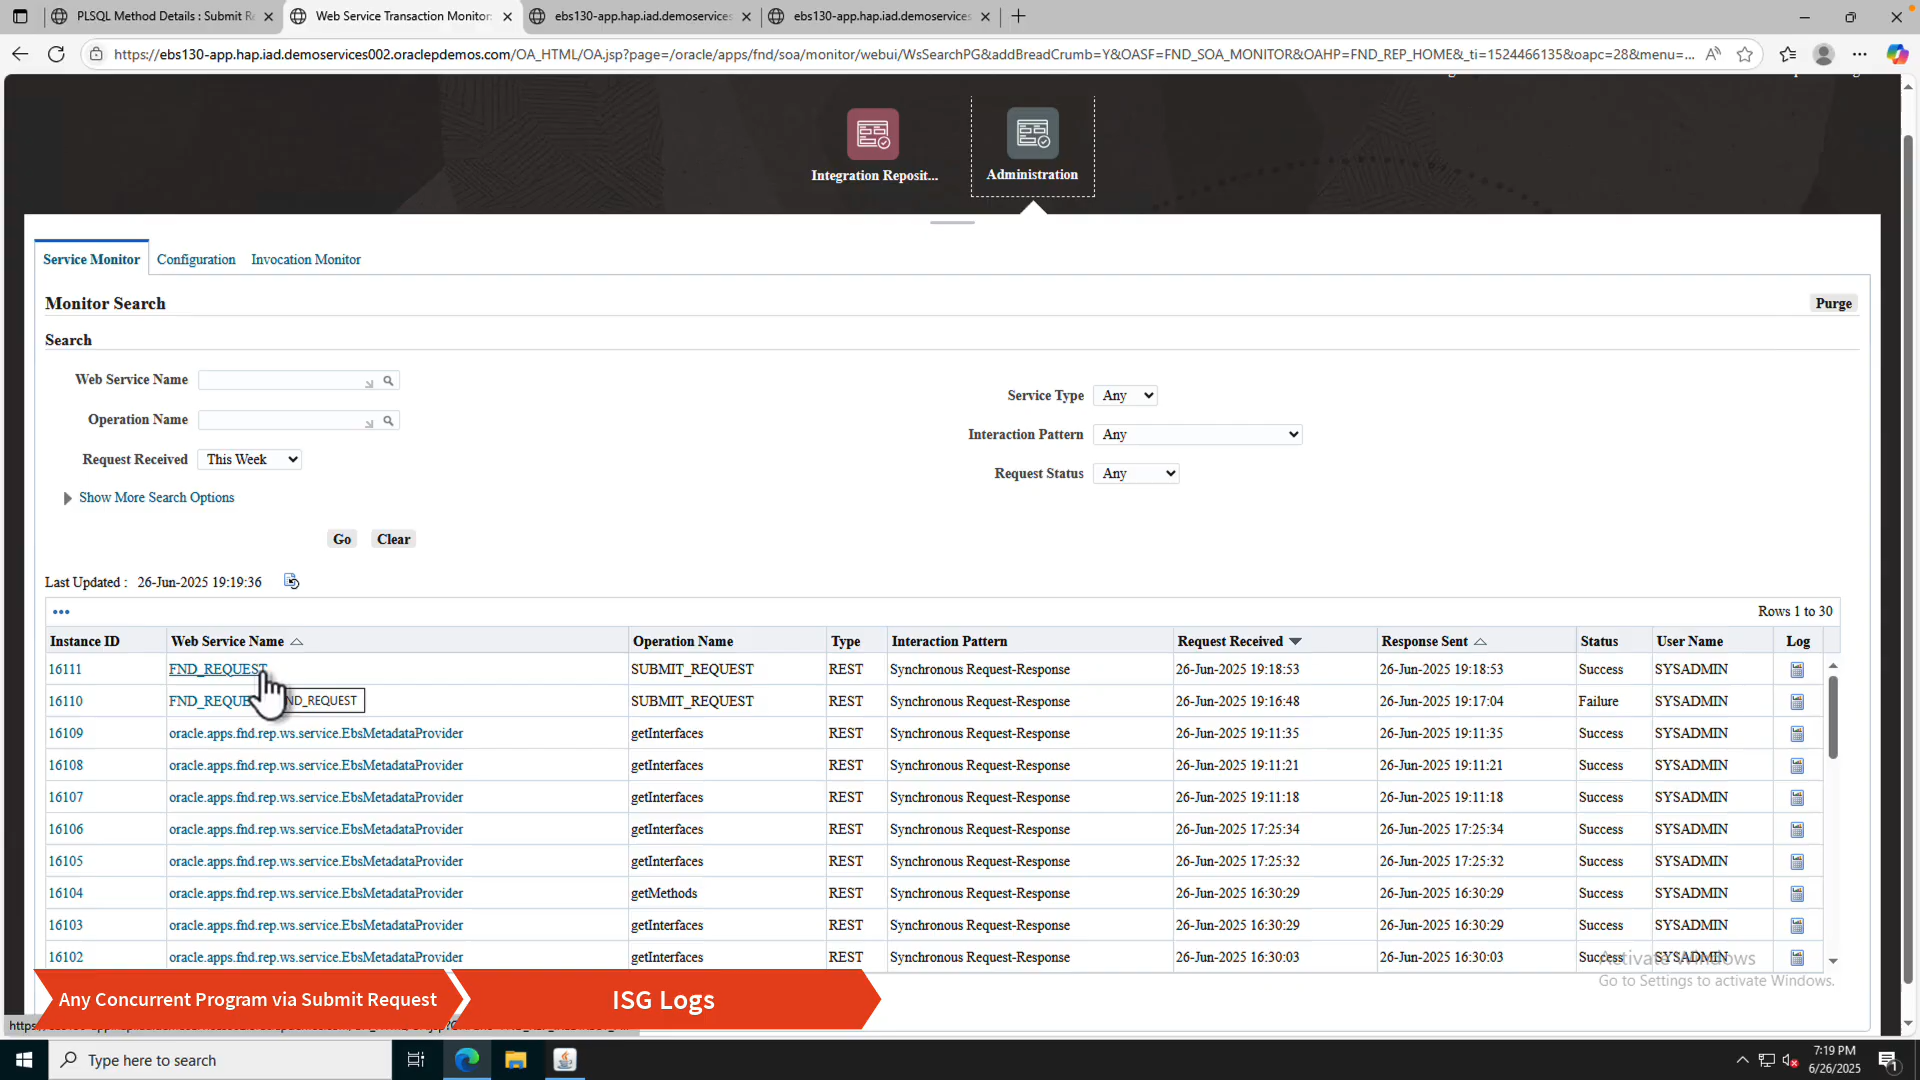 PLSQL Method Details : Submit Re
Web Service Transaction Monitor:
ebs130-app.hap.iad.demoservices
ebs130-app.hap.iad.demoservices
https://ebs130-app.hap.iad.demoservices002.oraclepdemos.com/OA_HTML/OA.jsp?page=/oracle/apps/fnd/soa/monitor/webui/WsSearchPG&addBreadCrumb=Y&OASF=FND_SOA_MONITOR&OAHP=FND_REP_HOME&_ti=1524466135&oapc=28&menu=...
Integration Reposit...
Administration
Service Monitor
Configuration
Invocation Monitor
Monitor Search
Purge
Search
Web Service Name
Operation Name
Request Received This Week
Show More Search Options
Service Type Any
Interaction Pattern Any
Request Status Any
Go Clear
Last Updated : 26-Jun-2025 19:19:36
Rows 1 to 30
Instance ID Web Service Name Operation Name Type Interaction Pattern Request Received Response Sent Status User Name Log
16111 FND_REQUEST SUBMIT_REQUEST REST Synchronous Request-Response 26-Jun-2025 19:18:53 26-Jun-2025 19:18:53 Success SYSADMIN
16110 FND_REQUE ND_REQUEST SUBMIT_REQUEST REST Synchronous Request-Response 26-Jun-2025 19:16:48 26-Jun-2025 19:17:04 Failure SYSADMIN
16109 oracle.apps.fnd.rep.ws.service.EbsMetadataProvider getInterfaces REST Synchronous Request-Response 26-Jun-2025 19:11:35 26-Jun-2025 19:11:35 Success SYSADMIN
16108 oracle.apps.fnd.rep.ws.service.EbsMetadataProvider getInterfaces REST Synchronous Request-Response 26-Jun-2025 19:11:21 26-Jun-2025 19:11:21 Success SYSADMIN
16107 oracle.apps.fnd.rep.ws.service.EbsMetadataProvider getInterfaces REST Synchronous Request-Response 26-Jun-2025 19:11:18 26-Jun-2025 19:11:18 Success SYSADMIN
16106 oracle.apps.fnd.rep.ws.service.EbsMetadataProvider getInterfaces REST Synchronous Request-Response 26-Jun-2025 17:25:34 26-Jun-2025 17:25:34 Success SYSADMIN
16105 oracle.apps.fnd.rep.ws.service.EbsMetadataProvider getInterfaces REST Synchronous Request-Response 26-Jun-2025 17:25:32 26-Jun-2025 17:25:32 Success SYSADMIN
16104 oracle.apps.fnd.rep.ws.service.EbsMetadataProvider getMethods REST Synchronous Request-Response 26-Jun-2025 16:30:29 26-Jun-2025 16:30:29 Success SYSADMIN
16103 oracle.apps.fnd.rep.ws.service.EbsMetadataProvider getInterfaces REST Synchronous Request-Response 26-Jun-2025 16:30:29 26-Jun-2025 16:30:29 Success SYSADMIN
16102 oracle.apps.fnd.rep.ws.service.EbsMetadataProvider getInterfaces REST Synchronous Request-Response 26-Jun-2025 16:30:03 26-Jun-2025 16:30:03 Success SYSADMIN
Activate Windows
Go to Settings to activate Windows.
Any Concurrent Program via Submit Request
ISG Logs
Type here to search
7:19 PM
6/26/2025
1